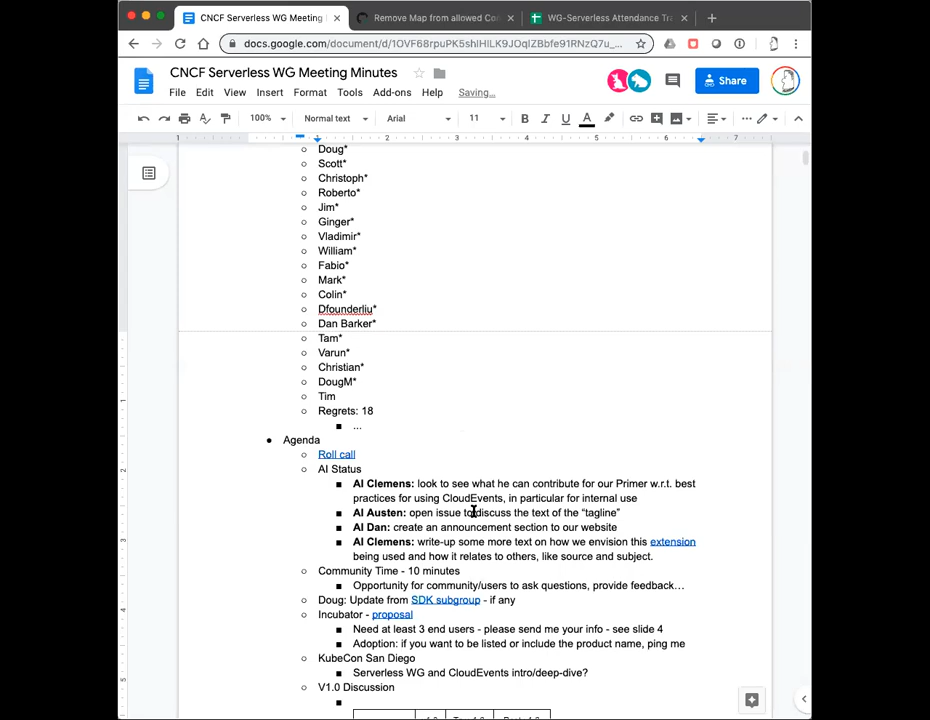 CNCF Serverless WG Meeting
Remove Map from allowed Con
WG-Serverless Attendance Tra
docs.google.com/document/d/1OVF68rpuPK5shIHILK9JOqlZBbfe91RNzQ7u_...
CNCF Serverless WG Meeting Minutes
File Edit View Insert Format Tools Add-ons Help Saving...
Share
100% Normal text Arial 11 B I U A
1 1 2 3 4 5 6 7
Doug*
Scott*
Christoph*
Roberto*
Jim*
Ginger*
Vladimir*
William*
Fabio*
Mark*
Colin*
Dfounderliu*
Dan Barker*
Tam*
Varun*
Christian*
DougM*
Tim
Regrets: 18
...
Agenda
Roll call
AI Status
AI Clemens: look to see what he can contribute for our Primer w.r.t. best
practices for using CloudEvents, in particular for internal use
AI Austen: open issue to discuss the text of the “tagline”
AI Dan: create an announcement section to our website
AI Clemens: write-up some more text on how we envision this extension
being used and how it relates to others, like source and subject.
Community Time - 10 minutes
Opportunity for community/users to ask questions, provide feedback…
Doug: Update from SDK subgroup - if any
Incubator - proposal
Need at least 3 end users - please send me your info - see slide 4
Adoption: if you want to be listed or include the product name, ping me
KubeCon San Diego
Serverless WG and CloudEvents intro/deep-dive?
V1.0 Discussion